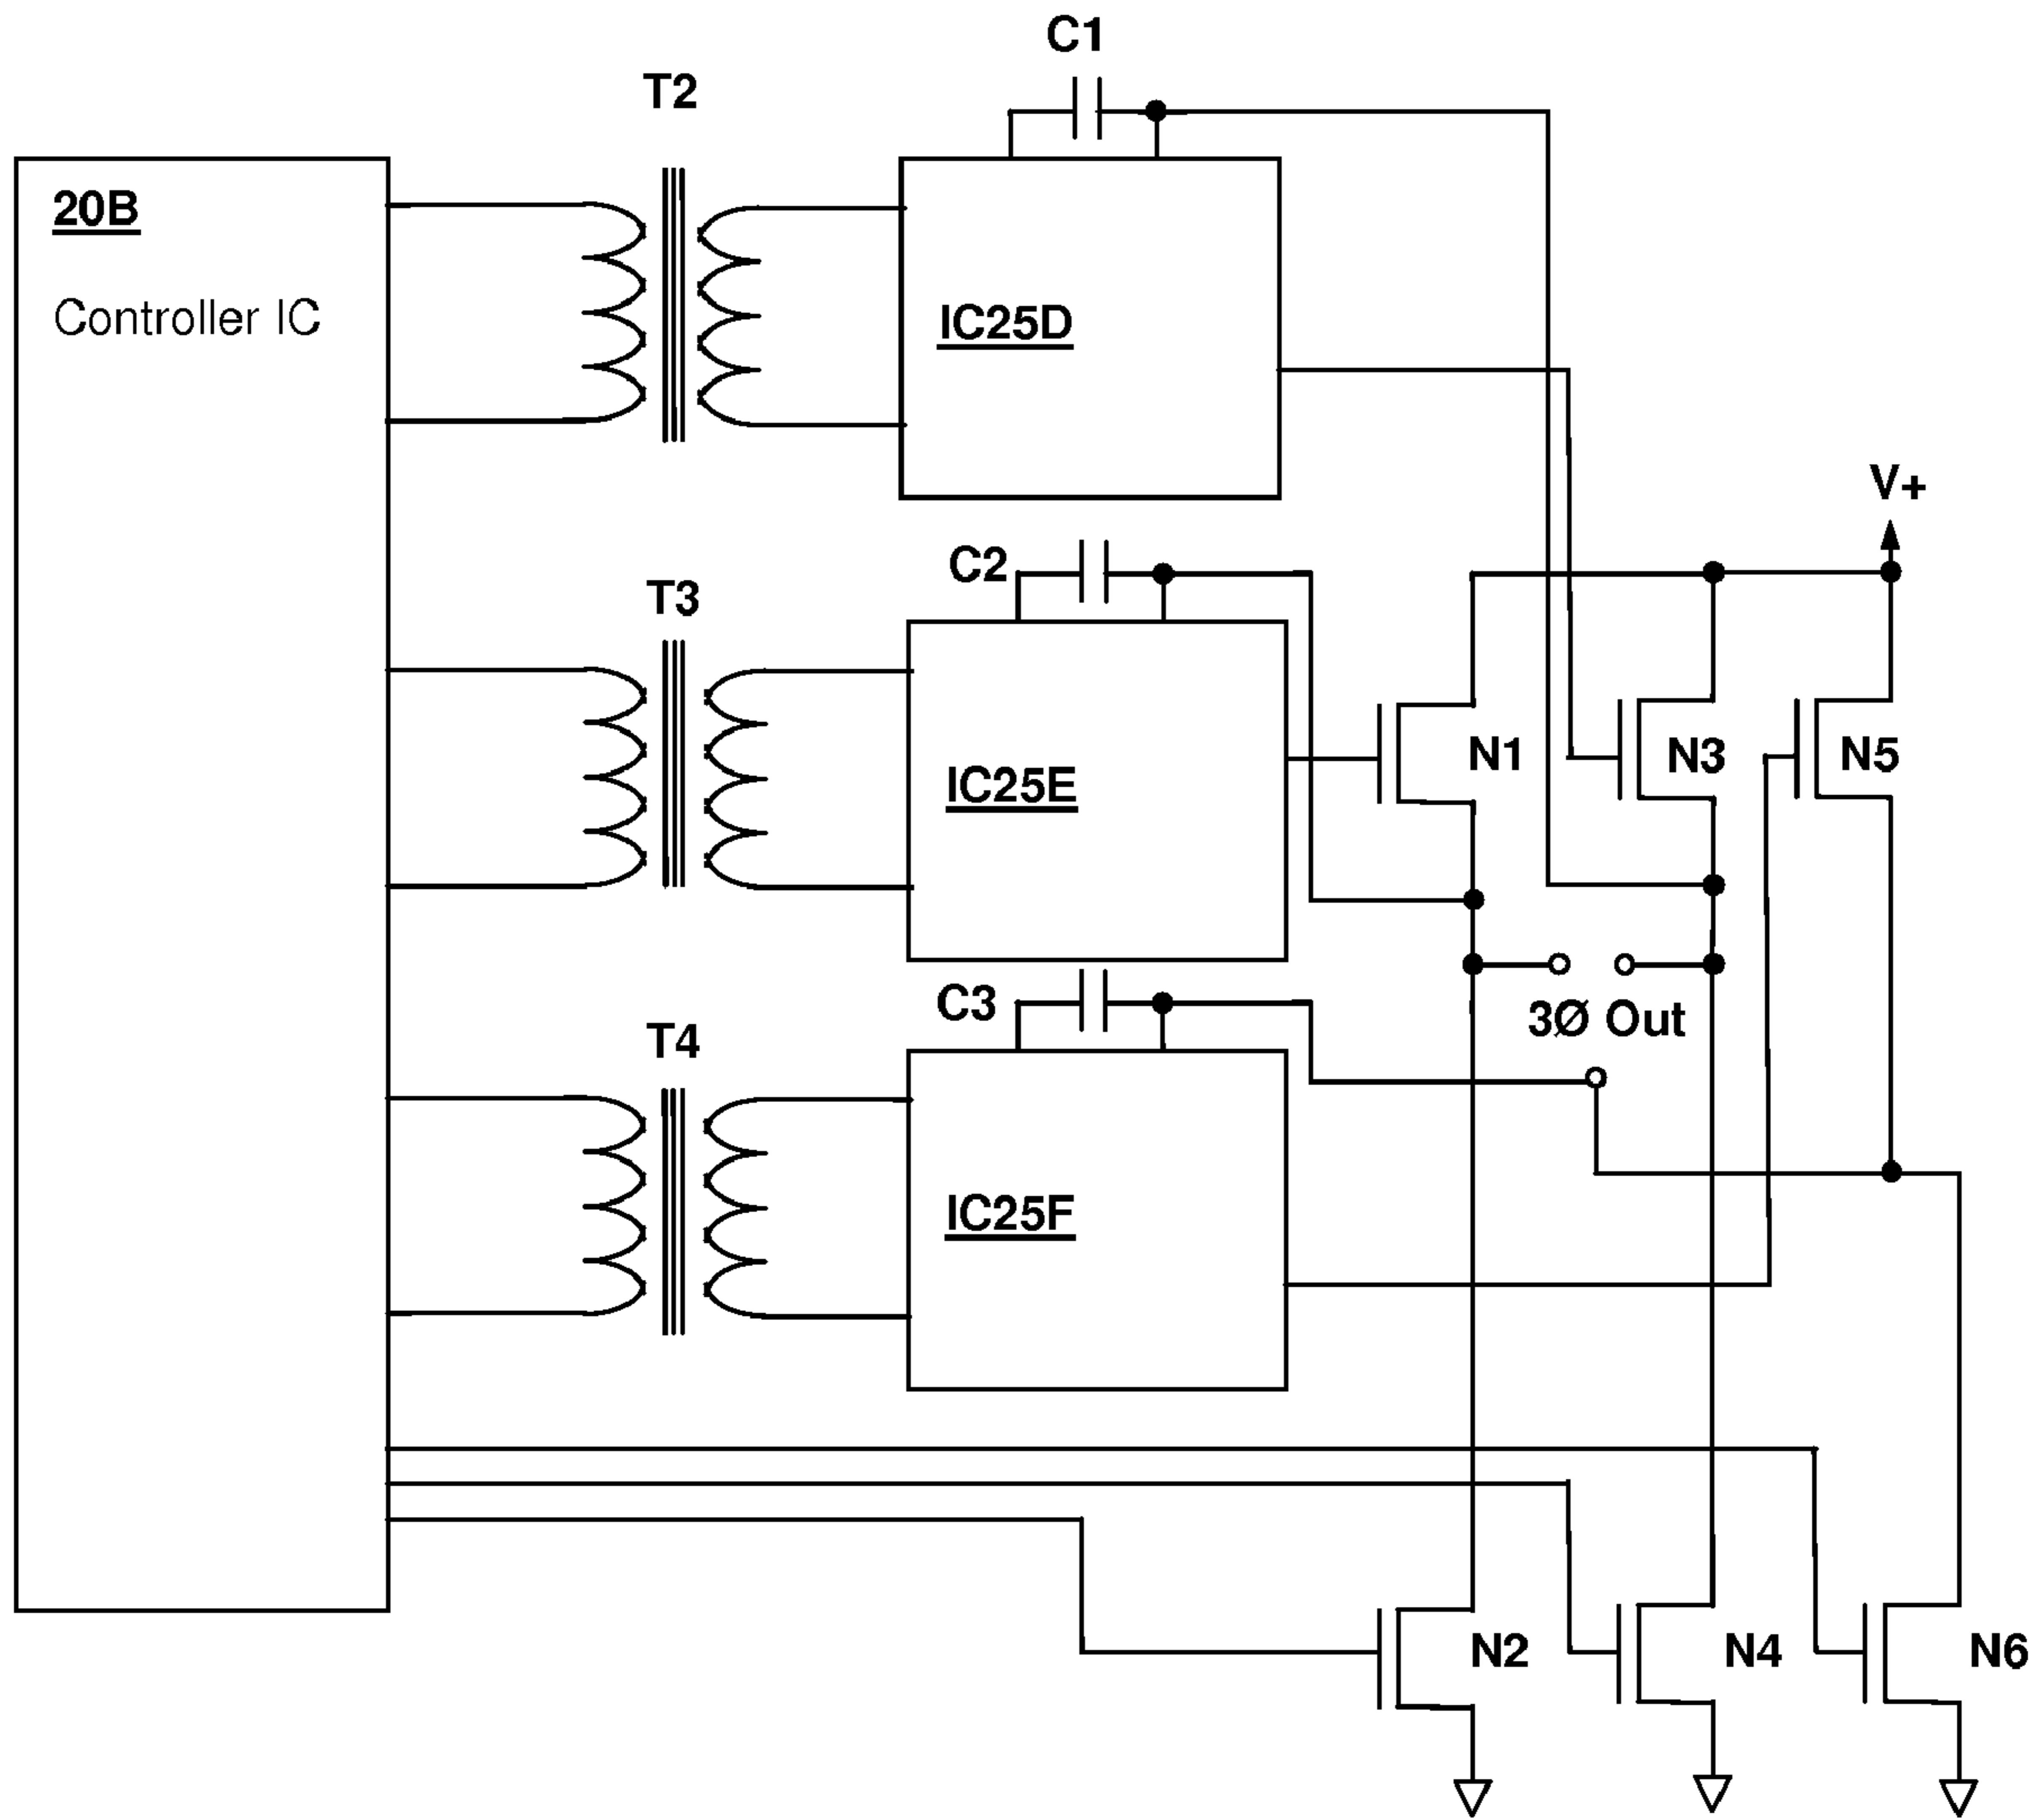 C1
T2
20B
Controller IC
IC25D
V+
C2
T3
N1
N3
N5
IC25E
C3
3Ø Out
T4
IC25F
N2
N4
N6